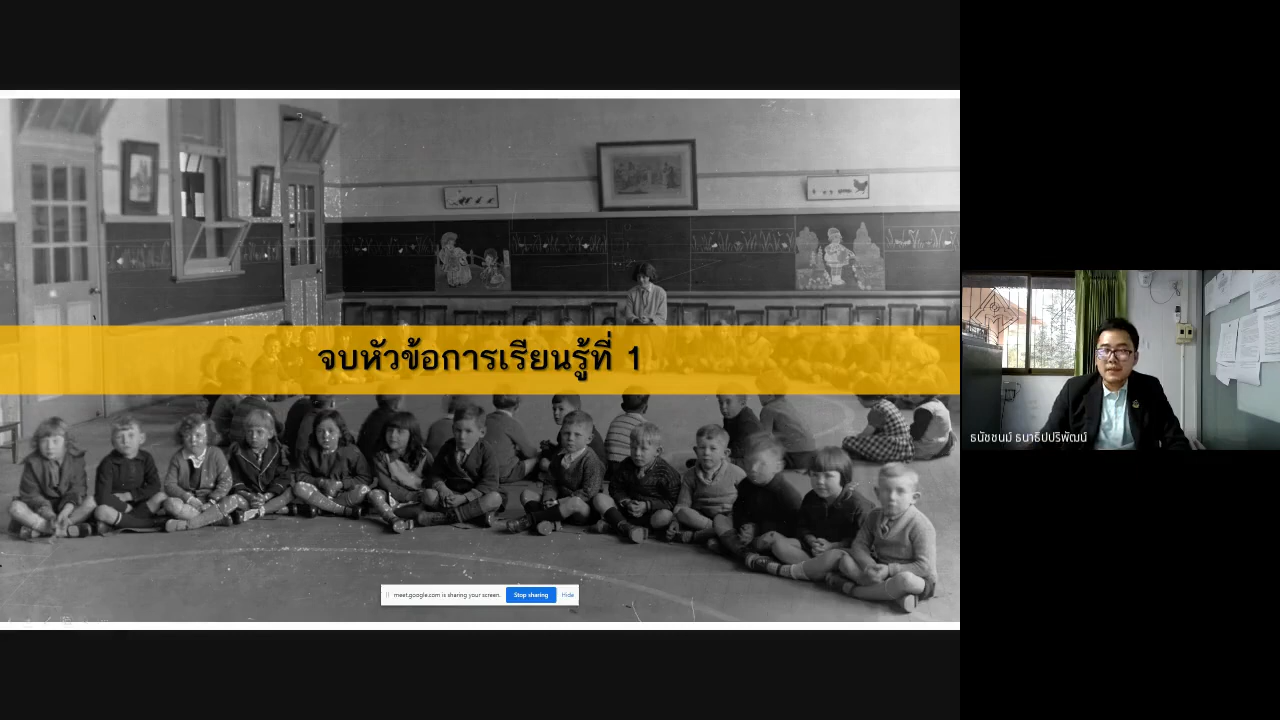 จบหัวข้อการเรียนรู้ที่ 1
meet.google.com is sharing your screen.
Stop sharing
Hide
ธนัชชนม์ ธนาธิปปริพัฒน์